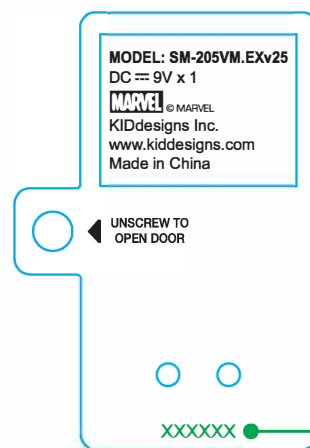 MODEL: SM-205VM.EXv25
DC ⎓ 9V x 1
MARVEL © MARVEL
KIDdesigns Inc.
www.kiddesigns.com
Made in China
UNSCREW TO
OPEN DOOR
XXXXXX